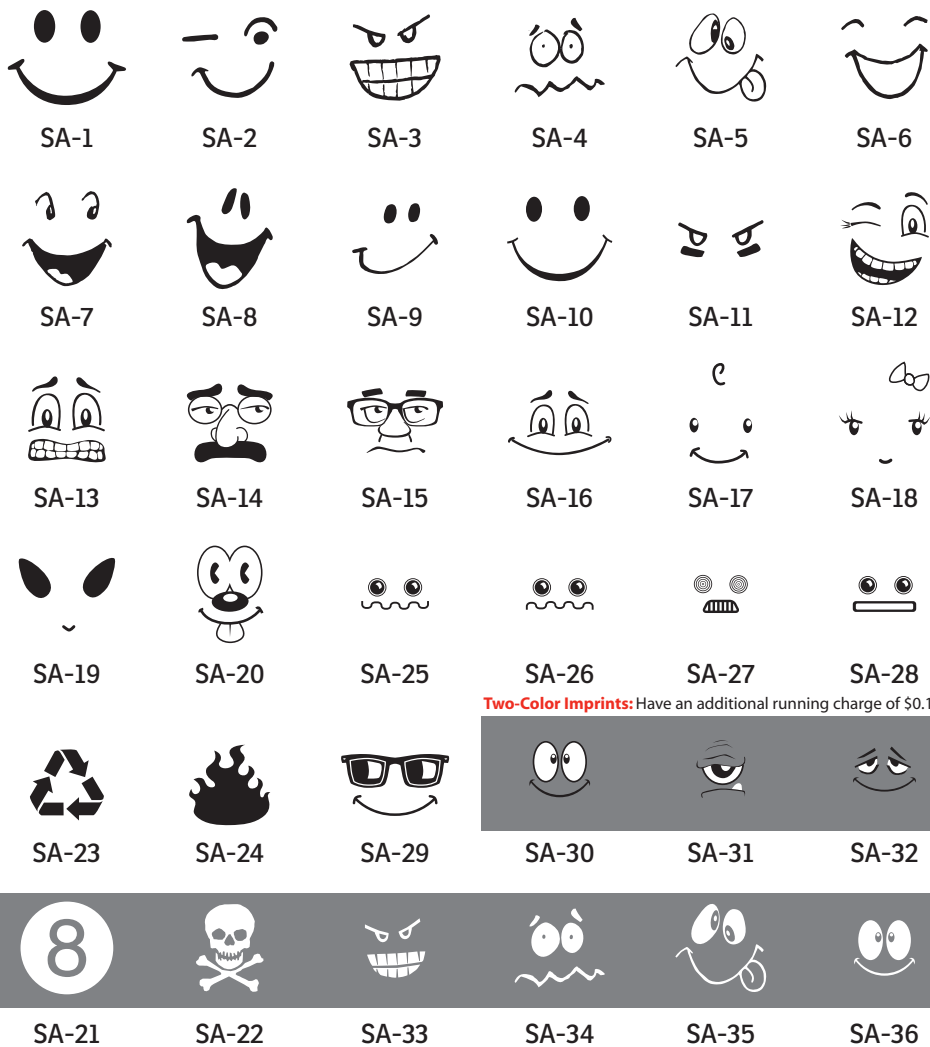 SA-1 SA-2 SA-3 SA-4 SA-5 SA-6
SA-7 SA-8 SA-9 SA-10 SA-11 SA-12
SA-13 SA-14 SA-15 SA-16 SA-17 SA-18
SA-19 SA-20 SA-25 SA-26 SA-27 SA-28
Two-Color Imprints: Have an additional running charge of $0.1
SA-23 SA-24 SA-29 SA-30 SA-31 SA-32
8
SA-21 SA-22 SA-33 SA-34 SA-35 SA-36